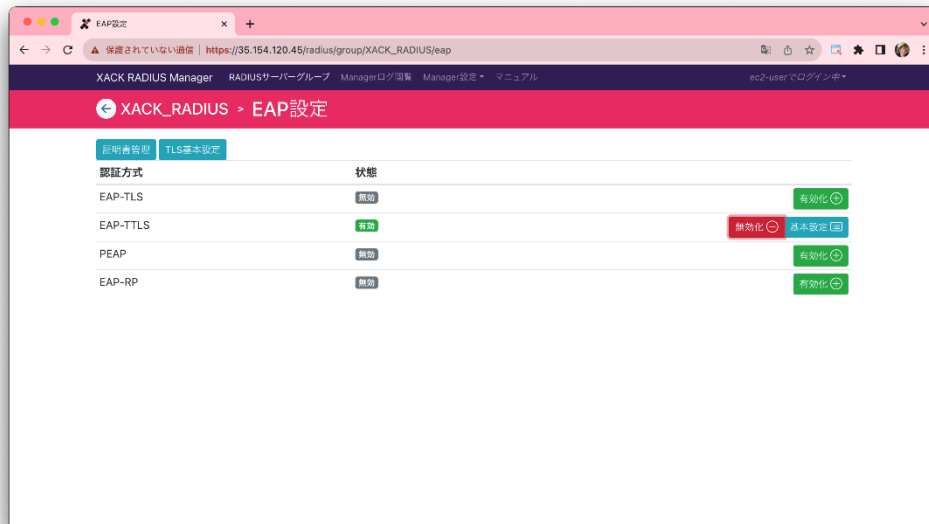 EAP設定
保護されていない通信 | https://35.154.120.45/radius/group/XACK_RADIUS/eap
XACK RADIUS Manager RADIUSサーバーグループ Managerログ閲覧 Manager設定 マニュアル ec2-userでログイン中
XACK_RADIUS > EAP設定
証明書管理 TLS基本設定
認証方式 状態
EAP-TLS 無効 有効化
EAP-TTLS 有効 無効化 基本設定
PEAP 無効 有効化
EAP-RP 無効 有効化